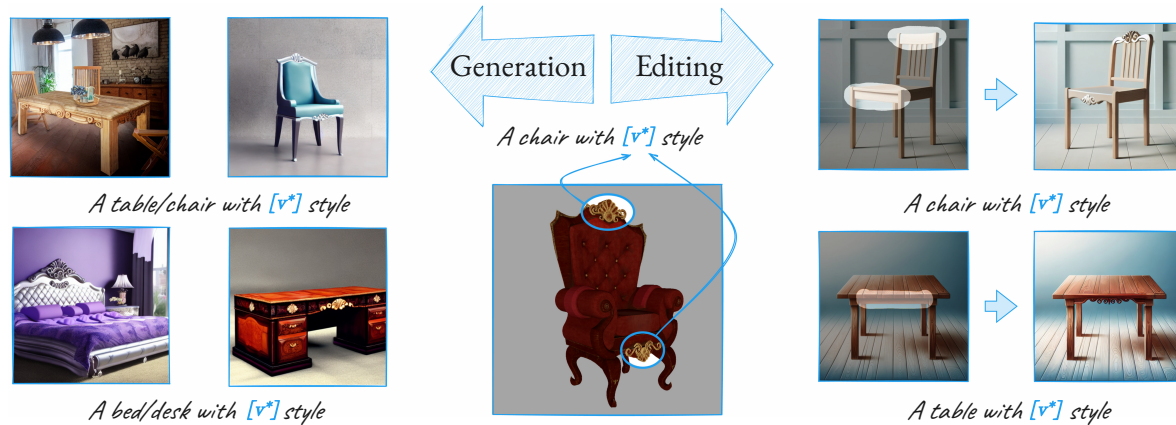 Generation
Editing
A chair with [v*] style
A table/chair with [v*] style
A chair with [v*] style
A bed/desk with [v*] style
A table with [v*] style